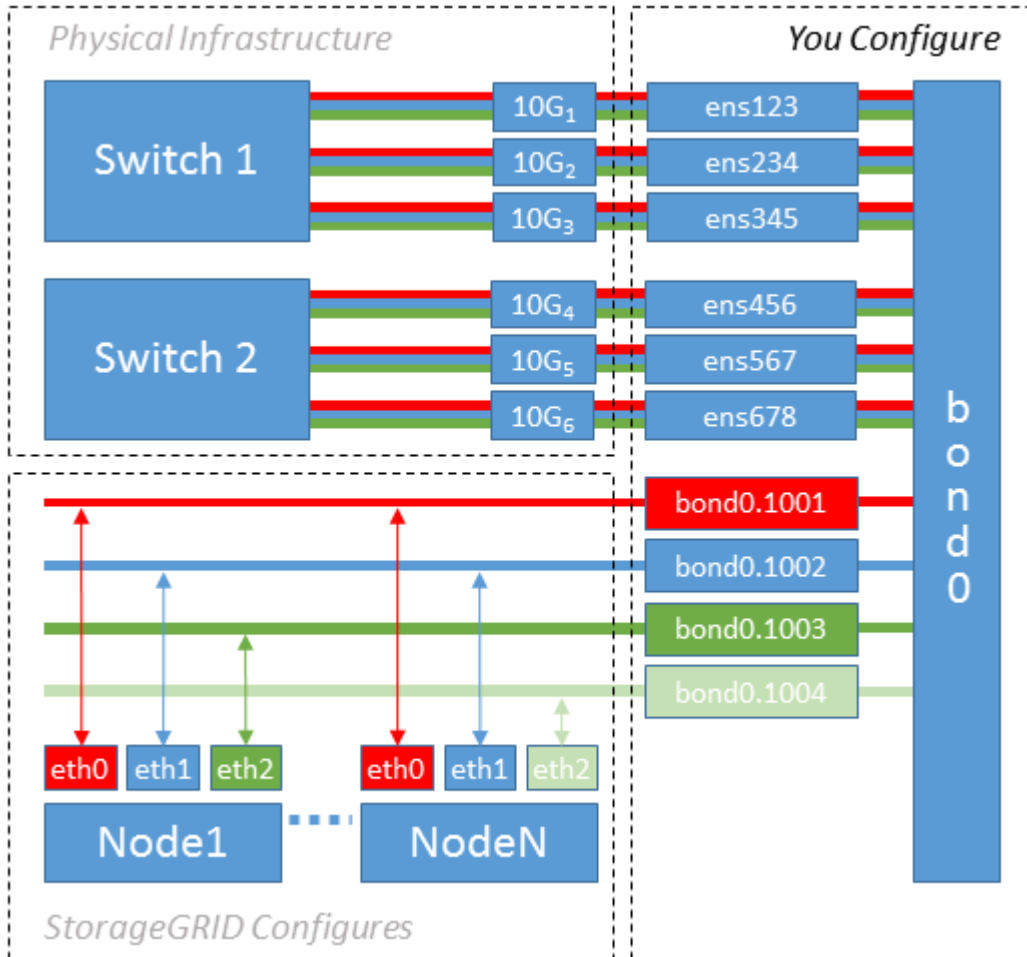 Physical Infrastructure
You Configure
Switch 1
10G₁
ens123
10G₂
ens234
10G₃
ens345
Switch 2
10G₄
ens456
10G₅
ens567
10G₆
ens678
bond0
bond0.1001
bond0.1002
bond0.1003
bond0.1004
eth0
eth1
eth2
eth0
eth1
eth2
Node1
NodeN
StorageGRID Configures